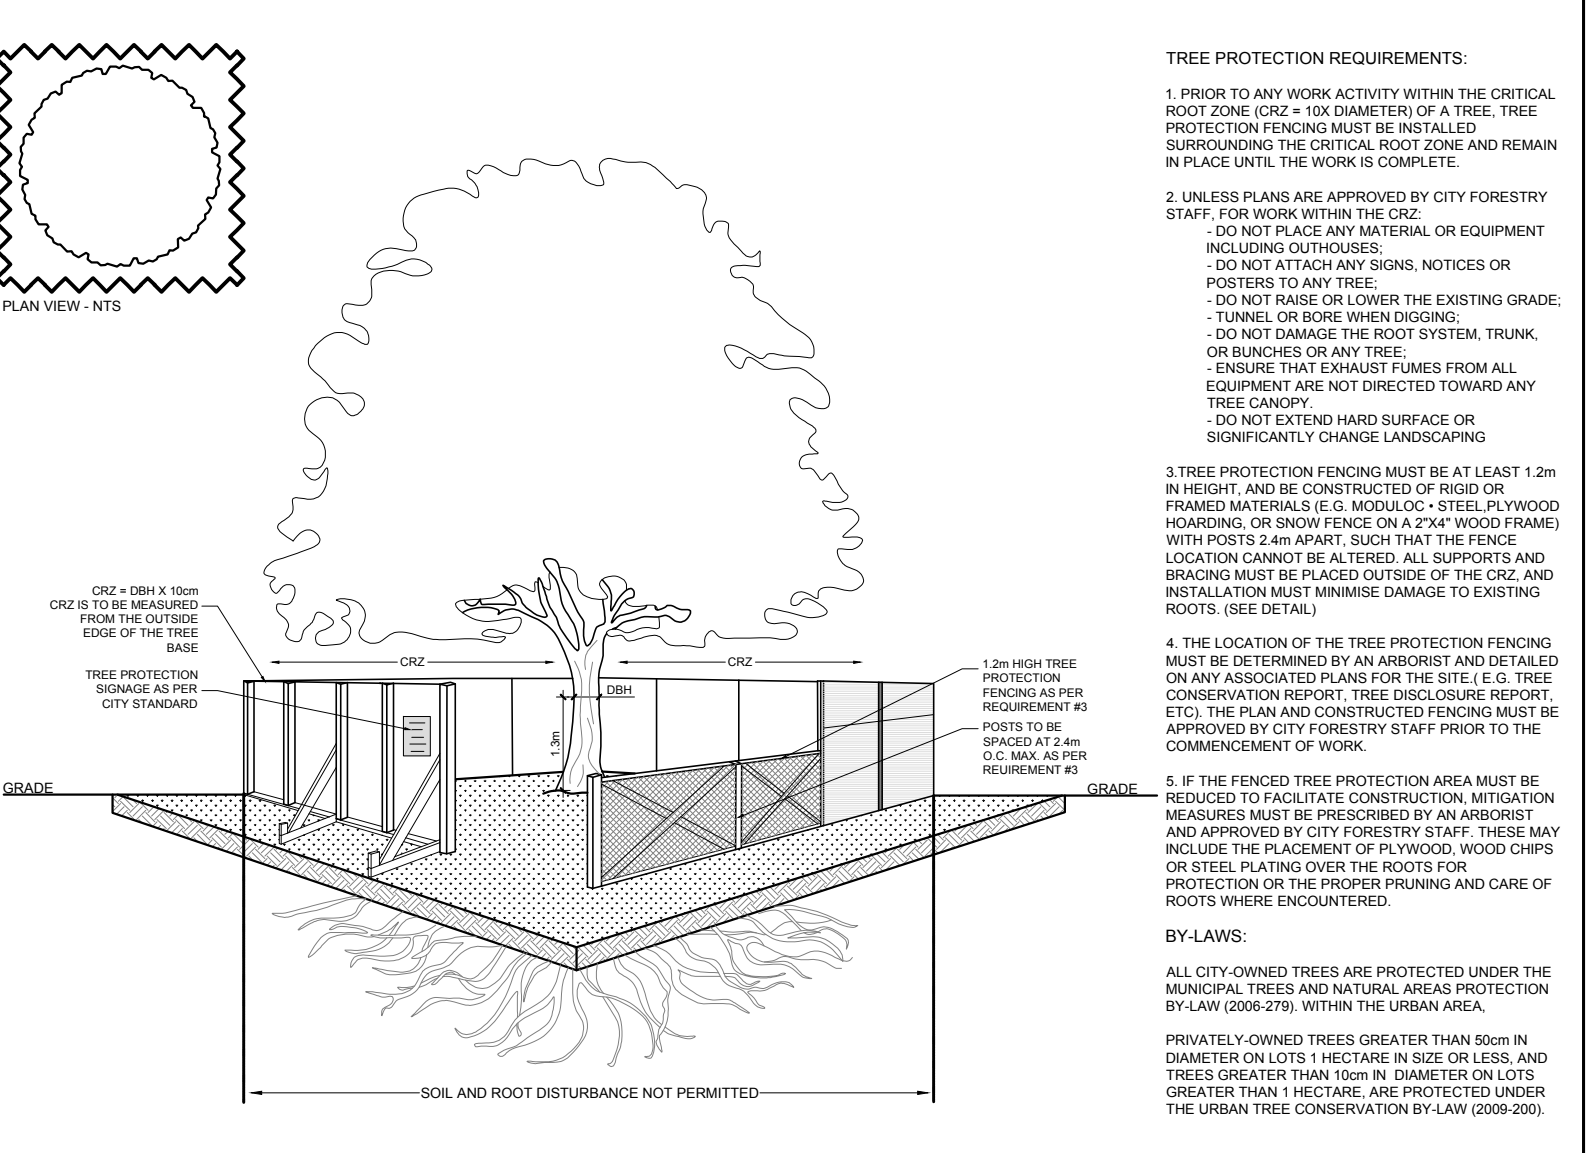 PLAN VIEW - NTS
CRZ = DBH X 10cm
CRZ IS TO BE MEASURED
FROM THE OUTSIDE
EDGE OF THE TREE
BASE
TREE PROTECTION
SIGNAGE AS PER
CITY STANDARD
GRADE
CRZ
CRZ
DBH
1.3m
1.2m HIGH TREE
PROTECTION
FENCING AS PER
REQUIREMENT #3
POSTS TO BE
SPACED AT 2.4m
O.C. MAX. AS PER
REUIREMENT #3
GRADE
SOIL AND ROOT DISTURBANCE NOT PERMITTED
TREE PROTECTION REQUIREMENTS:
1. PRIOR TO ANY WORK ACTIVITY WITHIN THE CRITICAL
ROOT ZONE (CRZ = 10X DIAMETER) OF A TREE, TREE
PROTECTION FENCING MUST BE INSTALLED
SURROUNDING THE CRITICAL ROOT ZONE AND REMAIN
IN PLACE UNTIL THE WORK IS COMPLETE.
2. UNLESS PLANS ARE APPROVED BY CITY FORESTRY
STAFF, FOR WORK WITHIN THE CRZ:
- DO NOT PLACE ANY MATERIAL OR EQUIPMENT
INCLUDING OUTHOUSES;
- DO NOT ATTACH ANY SIGNS, NOTICES OR
POSTERS TO ANY TREE;
- DO NOT RAISE OR LOWER THE EXISTING GRADE;
- TUNNEL OR BORE WHEN DIGGING;
- DO NOT DAMAGE THE ROOT SYSTEM, TRUNK,
OR BUNCHES OR ANY TREE;
- ENSURE THAT EXHAUST FUMES FROM ALL
EQUIPMENT ARE NOT DIRECTED TOWARD ANY
TREE CANOPY.
- DO NOT EXTEND HARD SURFACE OR
SIGNIFICANTLY CHANGE LANDSCAPING
3.TREE PROTECTION FENCING MUST BE AT LEAST 1.2m
IN HEIGHT, AND BE CONSTRUCTED OF RIGID OR
FRAMED MATERIALS (E.G. MODULOC • STEEL,PLYWOOD
HOARDING, OR SNOW FENCE ON A 2"X4" WOOD FRAME)
WITH POSTS 2.4m APART, SUCH THAT THE FENCE
LOCATION CANNOT BE ALTERED. ALL SUPPORTS AND
BRACING MUST BE PLACED OUTSIDE OF THE CRZ, AND
INSTALLATION MUST MINIMISE DAMAGE TO EXISTING
ROOTS. (SEE DETAIL)
4. THE LOCATION OF THE TREE PROTECTION FENCING
MUST BE DETERMINED BY AN ARBORIST AND DETAILED
ON ANY ASSOCIATED PLANS FOR THE SITE.( E.G. TREE
CONSERVATION REPORT, TREE DISCLOSURE REPORT,
ETC). THE PLAN AND CONSTRUCTED FENCING MUST BE
APPROVED BY CITY FORESTRY STAFF PRIOR TO THE
COMMENCEMENT OF WORK.
5. IF THE FENCED TREE PROTECTION AREA MUST BE
REDUCED TO FACILITATE CONSTRUCTION, MITIGATION
MEASURES MUST BE PRESCRIBED BY AN ARBORIST
AND APPROVED BY CITY FORESTRY STAFF. THESE MAY
INCLUDE THE PLACEMENT OF PLYWOOD, WOOD CHIPS
OR STEEL PLATING OVER THE ROOTS FOR
PROTECTION OR THE PROPER PRUNING AND CARE OF
ROOTS WHERE ENCOUNTERED.
BY-LAWS:
ALL CITY-OWNED TREES ARE PROTECTED UNDER THE
MUNICIPAL TREES AND NATURAL AREAS PROTECTION
BY-LAW (2006-279). WITHIN THE URBAN AREA,
PRIVATELY-OWNED TREES GREATER THAN 50cm IN
DIAMETER ON LOTS 1 HECTARE IN SIZE OR LESS, AND
TREES GREATER THAN 10cm IN  DIAMETER ON LOTS
GREATER THAN 1 HECTARE, ARE PROTECTED UNDER
THE URBAN TREE CONSERVATION BY-LAW (2009-200).